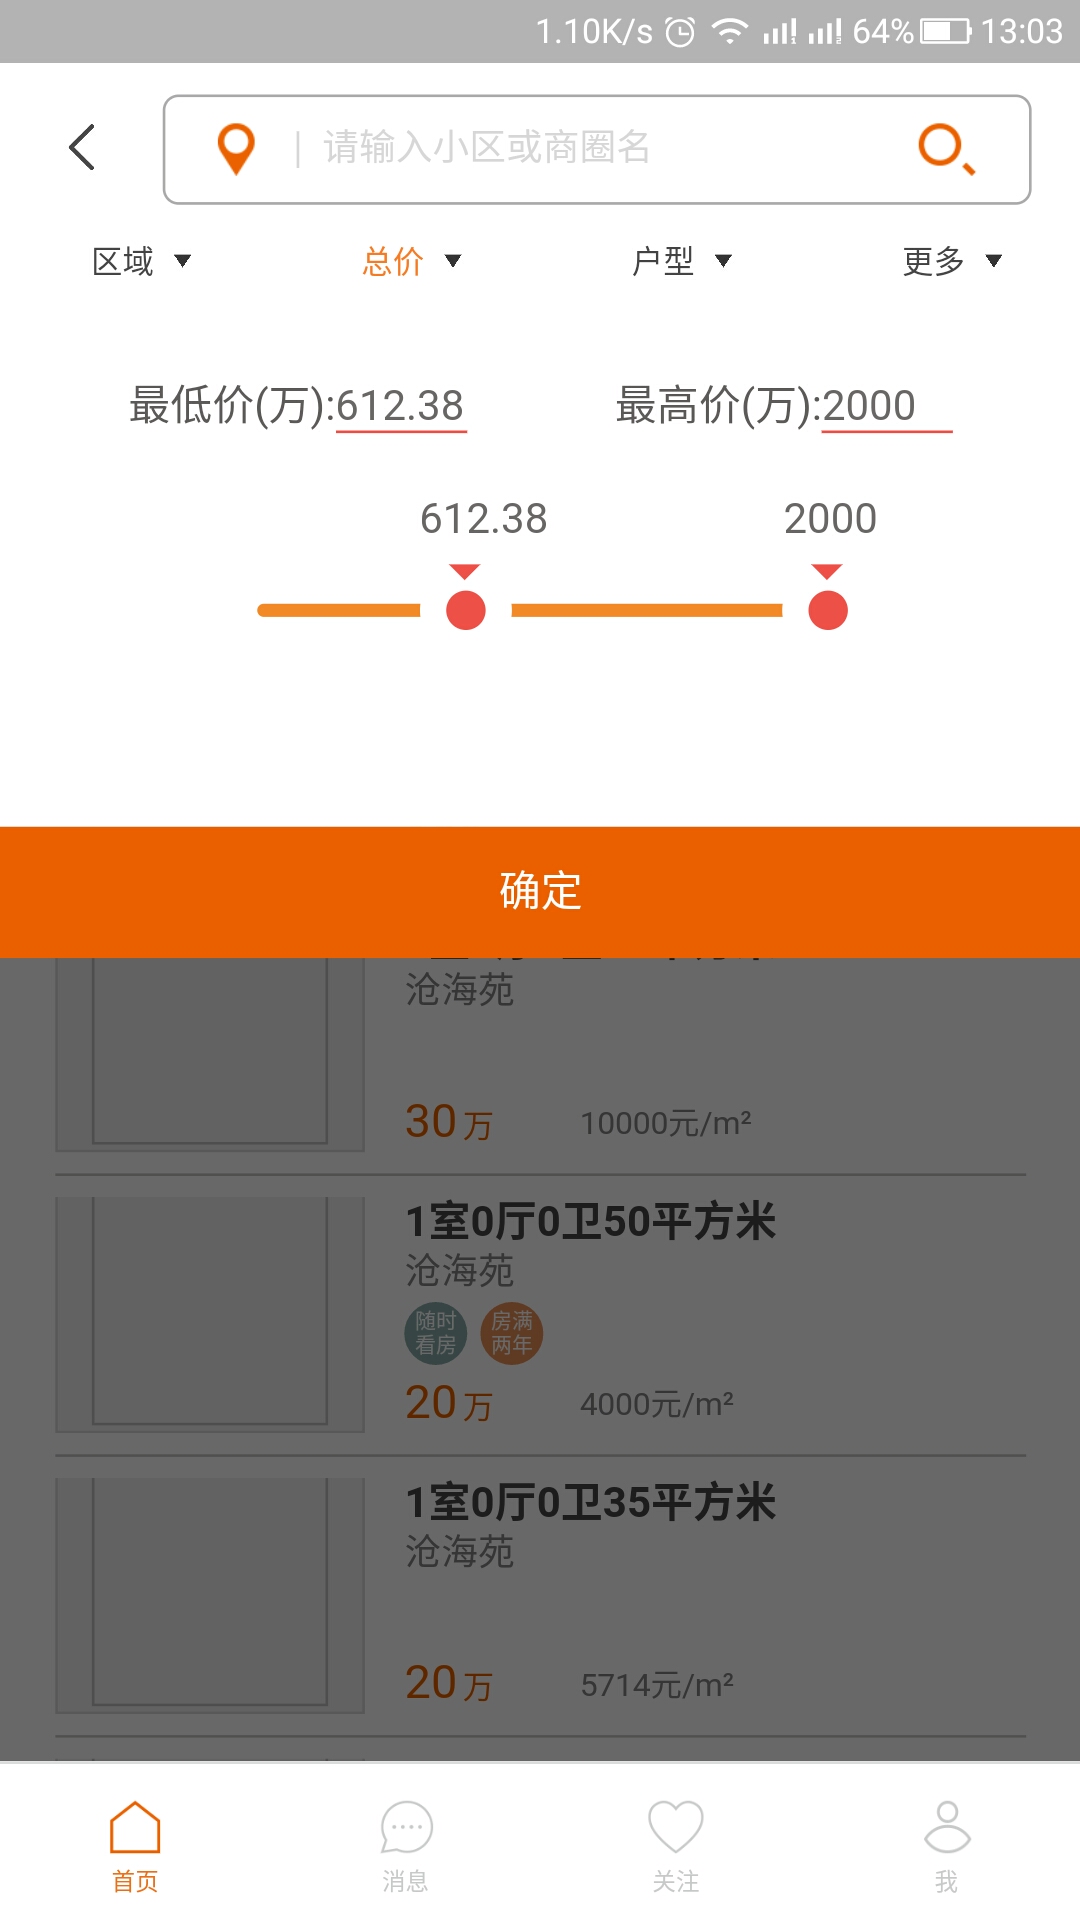 1.10K/s 64% 13:03
请输入小区或商圈名
区域 总价 户型 更多
最低价(万):612.38 最高价(万):2000
612.38 2000
确定
沧海苑
30万 10000元/m²
1室0厅0卫50平方米
沧海苑
随时看房 房满两年
20万 4000元/m²
1室0厅0卫35平方米
沧海苑
20万 5714元/m²
首页 消息 关注 我